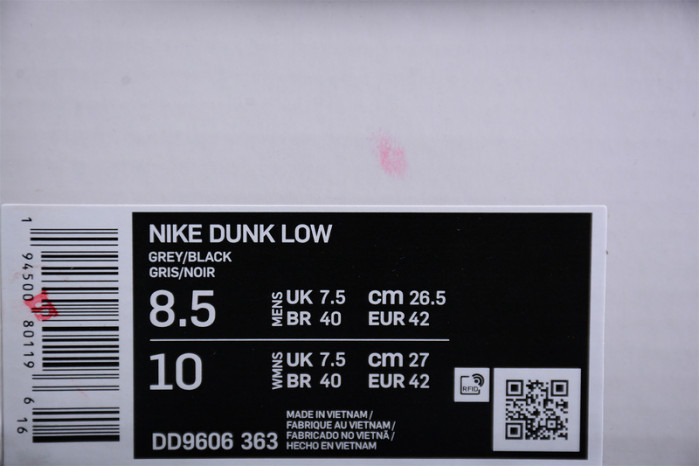 NIKE DUNK LOW
GREY/BLACK
GRIS/NOIR
8.5 MENS UK 7.5 cm 26.5
BR 40 EUR 42
10 WMNS UK 7.5 cm 27
BR 40 EUR 42
RFID
DD9606 363
MADE IN VIETNAM /
FABRIQUE AU VIETNAM /
FABRICADO NO VIETNÃ /
HECHO EN VIETNAM
1 94500 80119 6 16